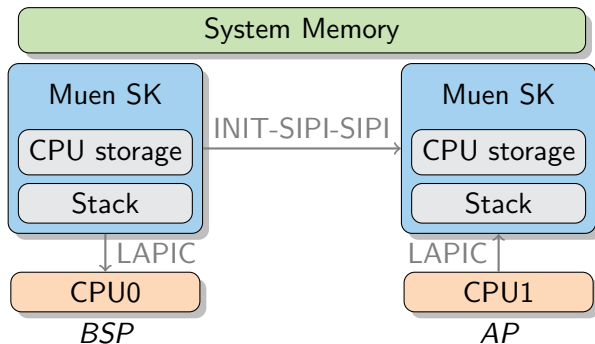 System Memory
Muen SK
Muen SK
INIT-SIPI-SIPI
CPU storage
CPU storage
Stack
Stack
LAPIC
LAPIC
CPU0
CPU1
BSP
AP